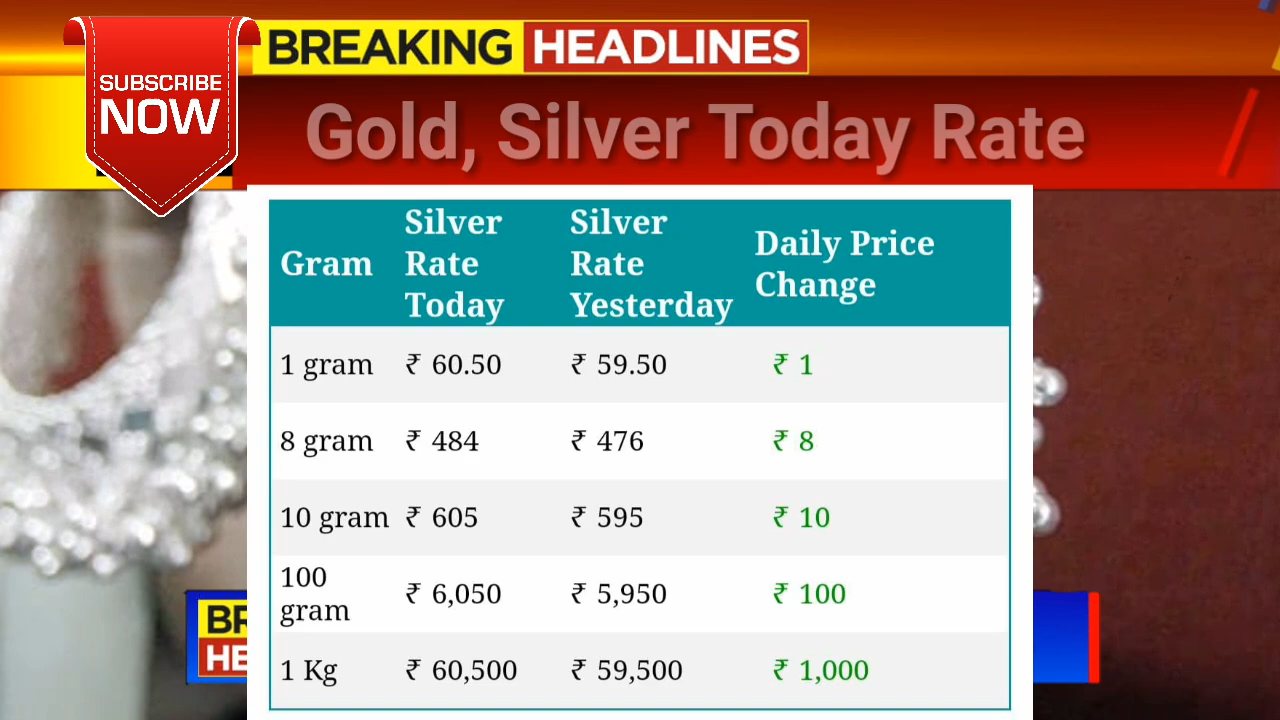 BREAKING HEADLINES
SUBSCRIBE
NOW
Gold, Silver Today Rate
Gram
Silver Rate Today
Silver Rate Yesterday
Daily Price Change
1 gram ₹ 60.50 ₹ 59.50 ₹ 1
8 gram ₹ 484 ₹ 476 ₹ 8
10 gram ₹ 605 ₹ 595 ₹ 10
100 gram ₹ 6,050 ₹ 5,950 ₹ 100
1 Kg ₹ 60,500 ₹ 59,500 ₹ 1,000
BR
HE